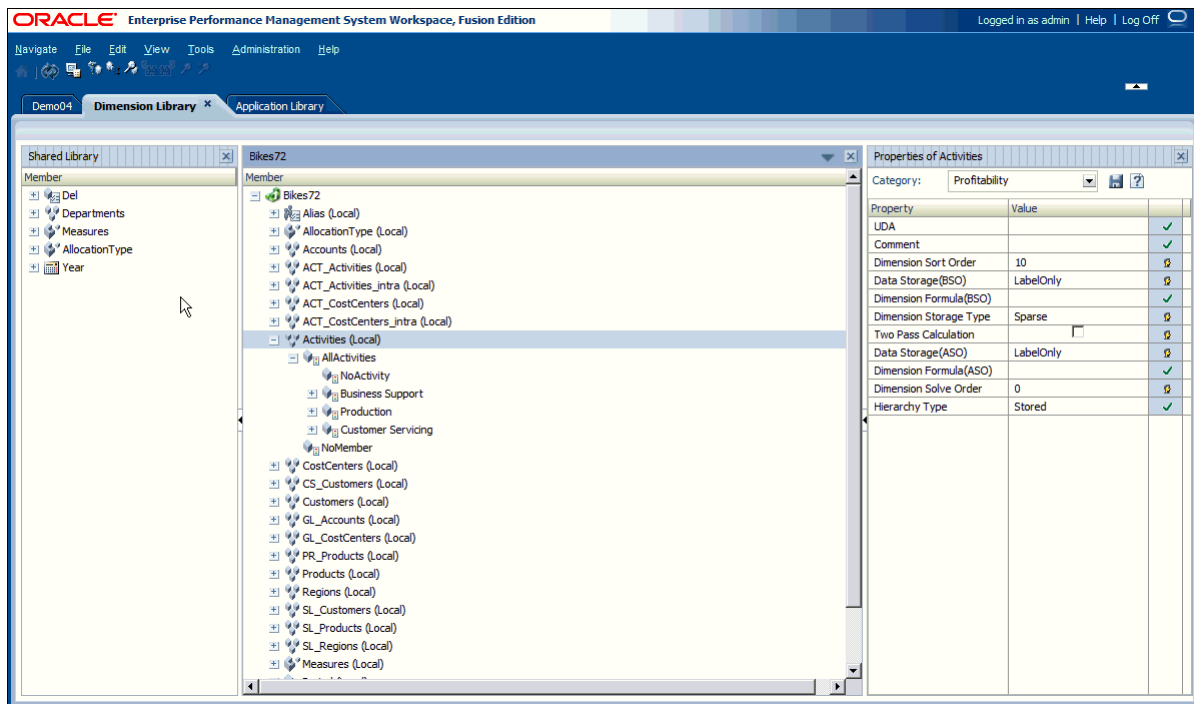 ORACLE Enterprise Performance Management System Workspace, Fusion Edition
Logged in as admin | Help | Log Off
Navigate File Edit View Tools Administration Help
Demo04 Dimension Library × Application Library
Shared Library
Member
Del
Departments
Measures
AllocationType
Year
Bikes72
Member
Bikes72
Alias (Local)
AllocationType (Local)
Accounts (Local)
ACT_Activities (Local)
ACT_Activities_intra (Local)
ACT_CostCenters (Local)
ACT_CostCenters_intra (Local)
Activities (Local)
AllActivities
NoActivity
Business Support
Production
Customer Servicing
NoMember
CostCenters (Local)
CS_Customers (Local)
Customers (Local)
GL_Accounts (Local)
GL_CostCenters (Local)
PR_Products (Local)
Products (Local)
Regions (Local)
SL_Customers (Local)
SL_Products (Local)
SL_Regions (Local)
Measures (Local)
Properties of Activities
Category: Profitability
Property Value
UDA
Comment
Dimension Sort Order 10
Data Storage(BSO) LabelOnly
Dimension Formula(BSO)
Dimension Storage Type Sparse
Two Pass Calculation
Data Storage(ASO) LabelOnly
Dimension Formula(ASO)
Dimension Solve Order 0
Hierarchy Type Stored